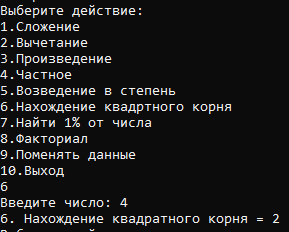 Выберите действие:
1.Сложение
2.Вычетание
3.Произведение
4.Частное
5.Возведение в степень
6.Нахождение квадртного корня
7.Найти 1% от числа
8.Факториал
9.Поменять данные
10.Выход
6
Введите число: 4
6. Нахождение квадратного корня = 2